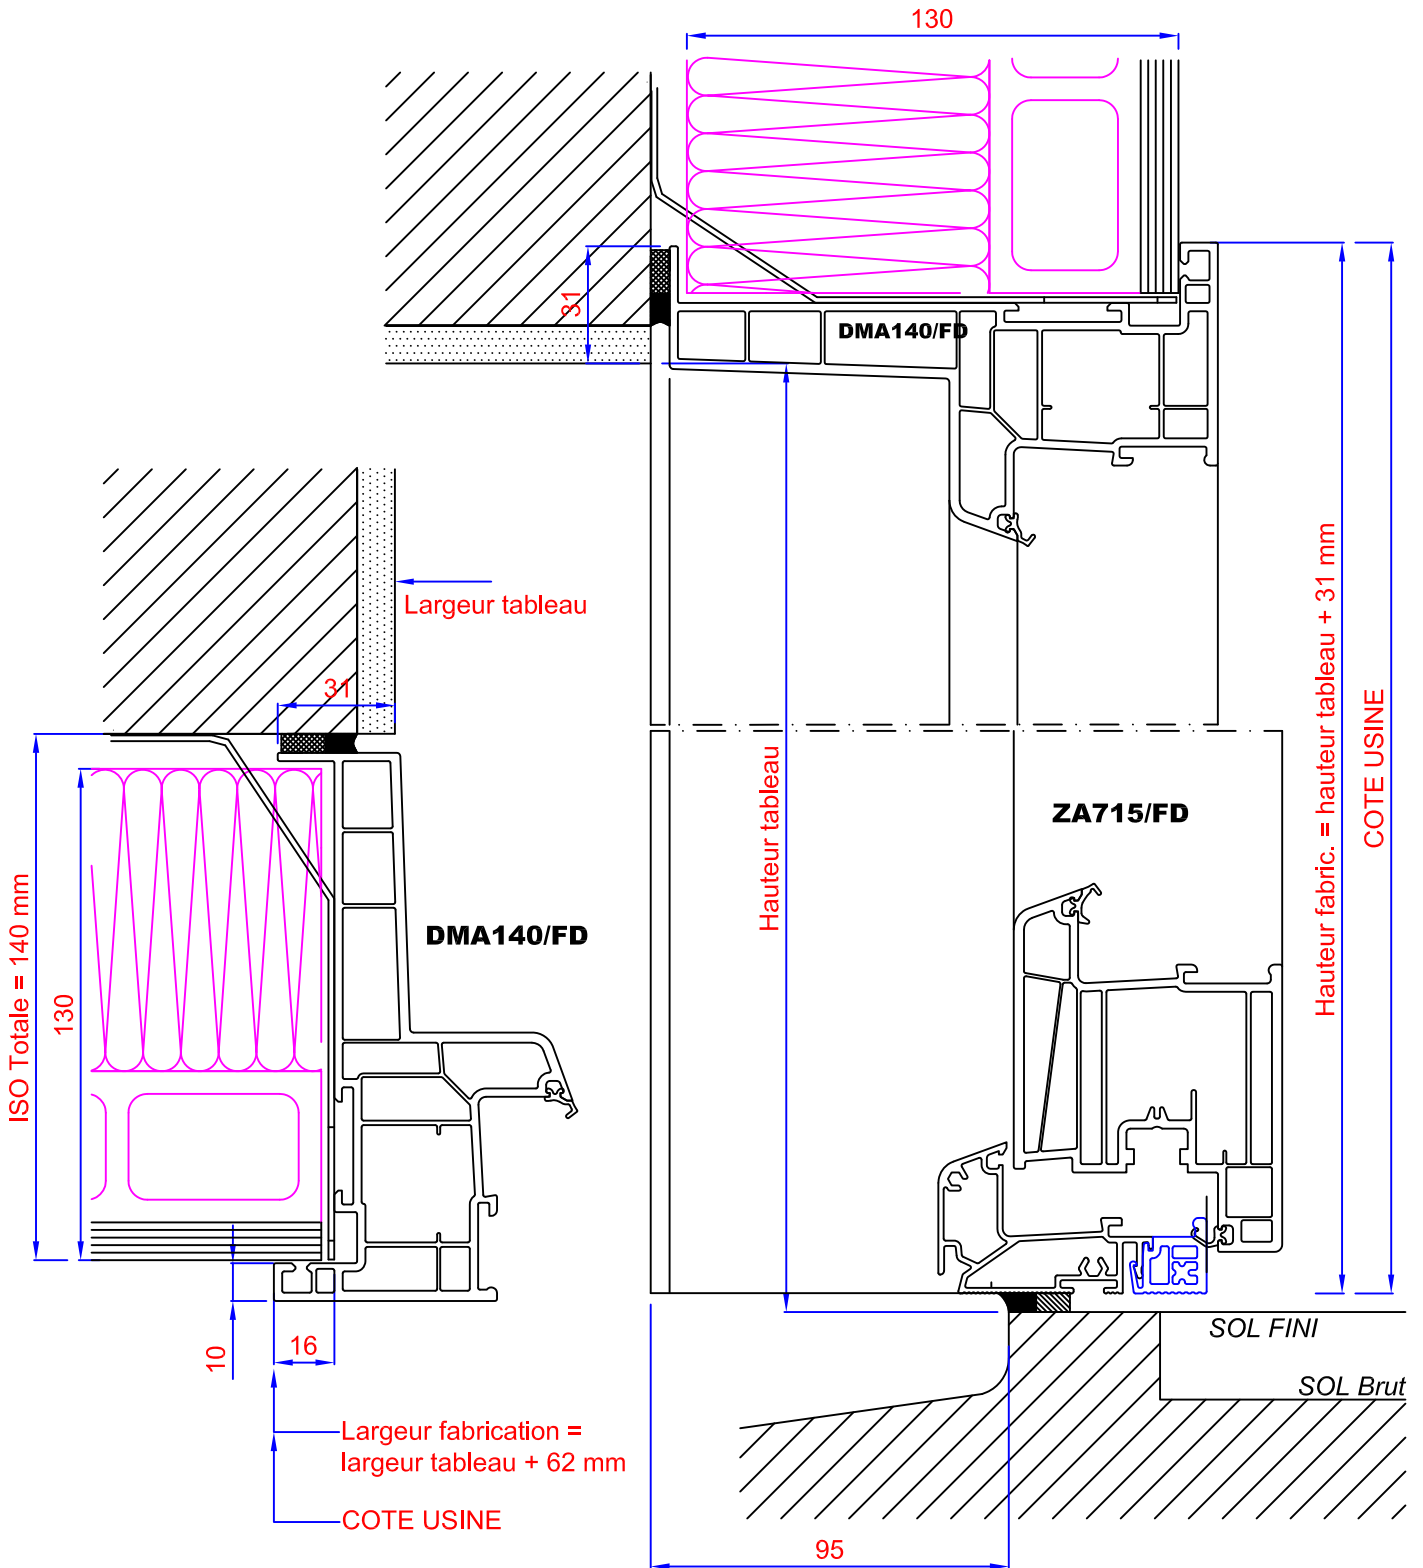 130
31
DMA140/FD
Largeur tableau
31
Hauteur tableau
Hauteur fabric. = hauteur tableau + 31 mm
COTE USINE
ZA715/FD
ISO Totale = 140 mm
130
DMA140/FD
10
16
SOL FINI
SOL Brut
Largeur fabrication =
largeur tableau + 62 mm
COTE USINE
95